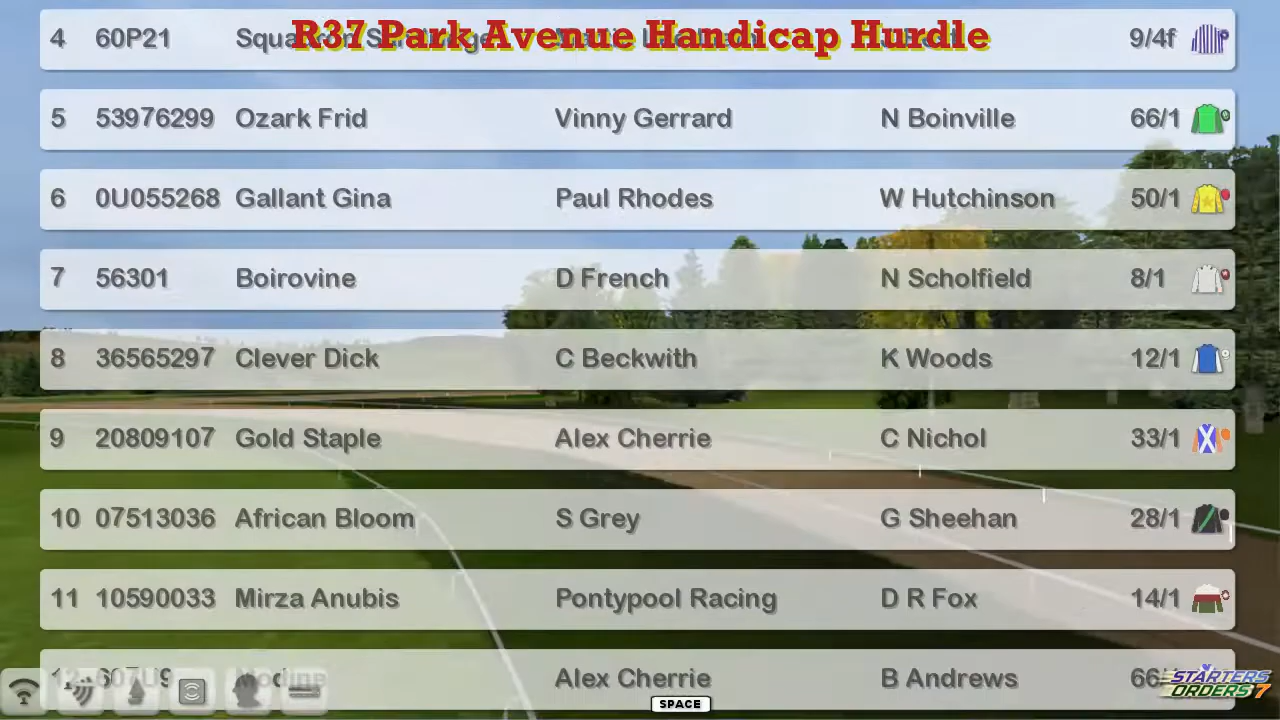 R37 Park Avenue Handicap Hurdle
4 60P21 9/4f
5 53976299 Ozark Frid Vinny Gerrard N Boinville 66/1
6 0U055268 Gallant Gina Paul Rhodes W Hutchinson 50/1
7 56301 Boirovine D French N Scholfield 8/1
8 36565297 Clever Dick C Beckwith K Woods 12/1
9 20809107 Gold Staple Alex Cherrie C Nichol 33/1
10 07513036 African Bloom S Grey G Sheehan 28/1
11 10590033 Mirza Anubis Pontypool Racing D R Fox 14/1
12 607U9 Alex Cherrie B Andrews
SPACE
STARTERS
ORDERS 7